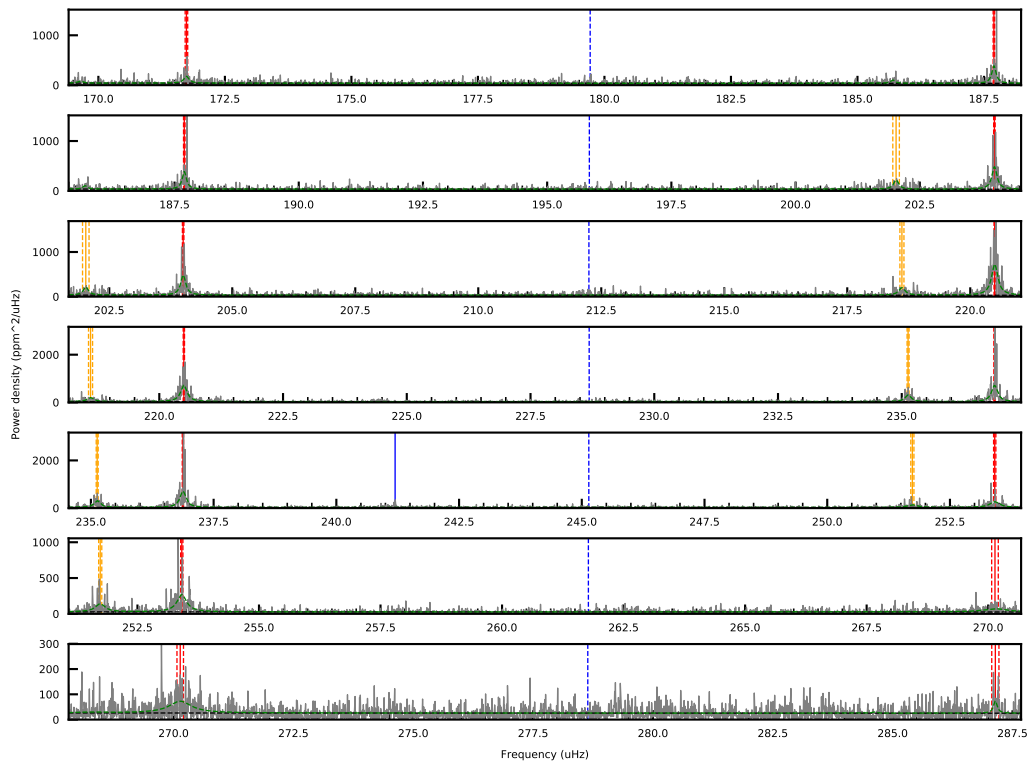 1000
0
170.0 172.5 175.0 177.5 180.0 182.5 185.0 187.5
1000
0
187.5 190.0 192.5 195.0 197.5 200.0 202.5
1000
0
202.5 205.0 207.5 210.0 212.5 215.0 217.5 220.0
Power density (ppm^2/uHz)
2000
0
220.0 222.5 225.0 227.5 230.0 232.5 235.0
2000
0
235.0 237.5 240.0 242.5 245.0 247.5 250.0 252.5
1000
500
0
252.5 255.0 257.5 260.0 262.5 265.0 267.5 270.0
300
200
100
0
270.0 272.5 275.0 277.5 280.0 282.5 285.0 287.5
Frequency (uHz)